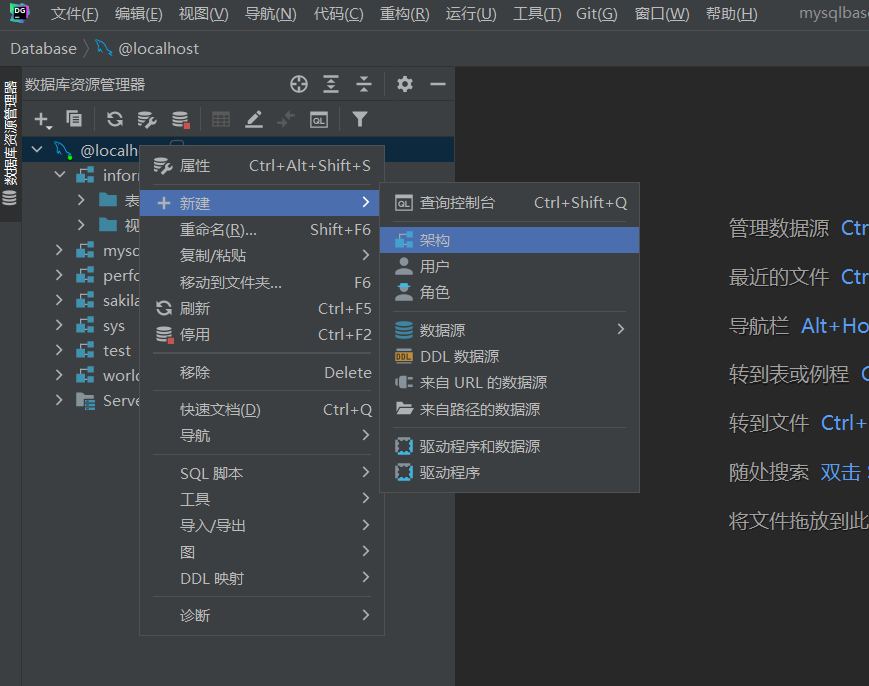 DG 文件(F) 编辑(E) 视图(V) 导航(N) 代码(C) 重构(R) 运行(U) 工具(T) Git(G) 窗口(W) 帮助(H) mysqlbas
Database @localhost
数据库资源管理器
数据库资源管理器
QL
@localh
infor
表
视
mysq
perfo
sakila
sys
test
world
Serve
属性 Ctrl+Alt+Shift+S
新建
重命名(R)... Shift+F6
复制/粘贴
移动到文件夹... F6
刷新 Ctrl+F5
停用 Ctrl+F2
移除 Delete
快速文档(D) Ctrl+Q
导航
SQL 脚本
工具
导入/导出
图
DDL 映射
诊断
QL 查询控制台 Ctrl+Shift+Q
架构
用户
角色
数据源
DDL DDL 数据源
来自 URL 的数据源
来自路径的数据源
驱动程序和数据源
驱动程序
管理数据源 Ctr
最近的文件 Ctr
导航栏 Alt+Ho
转到表或例程 C
转到文件 Ctrl+
随处搜索 双击
将文件拖放到此